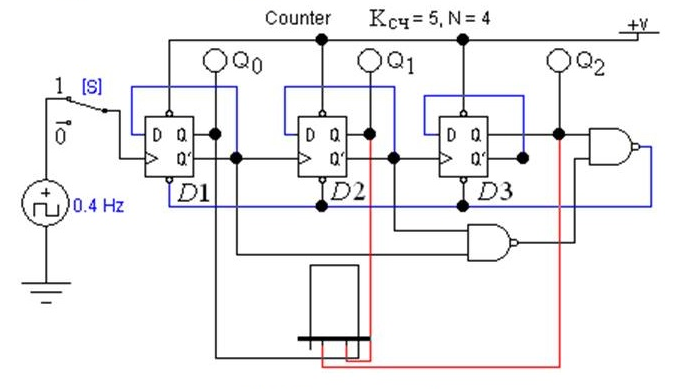 Counter Kсч = 5, N = 4
+V
Q0 Q1 Q2
1 [S]
0
D Q D Q D Q
Q' Q' Q'
D1 D2 D3
+
0.4 Hz